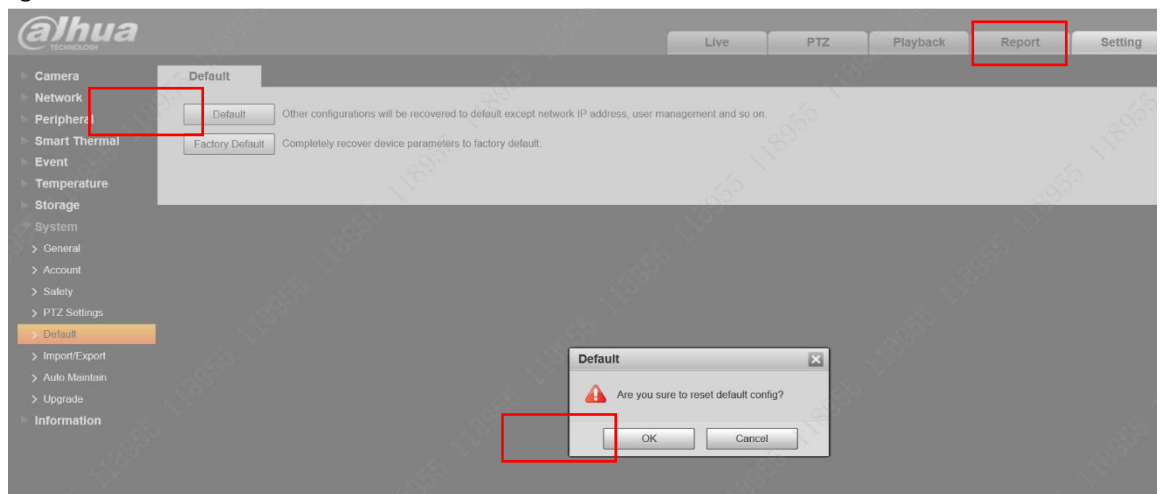 alhua
TECHNOLOGY
Live PTZ Playback Report Setting
Camera
Network
Peripheral
Smart Thermal
Event
Temperature
Storage
System
General
Account
Safety
PTZ Settings
Default
Import/Export
Auto Maintain
Upgrade
Information
Default
Default Other configurations will be recovered to default except network IP address, user management and so on.
Factory Default Completely recover device parameters to factory default.
Default
Are you sure to reset default config?
OK Cancel
118955